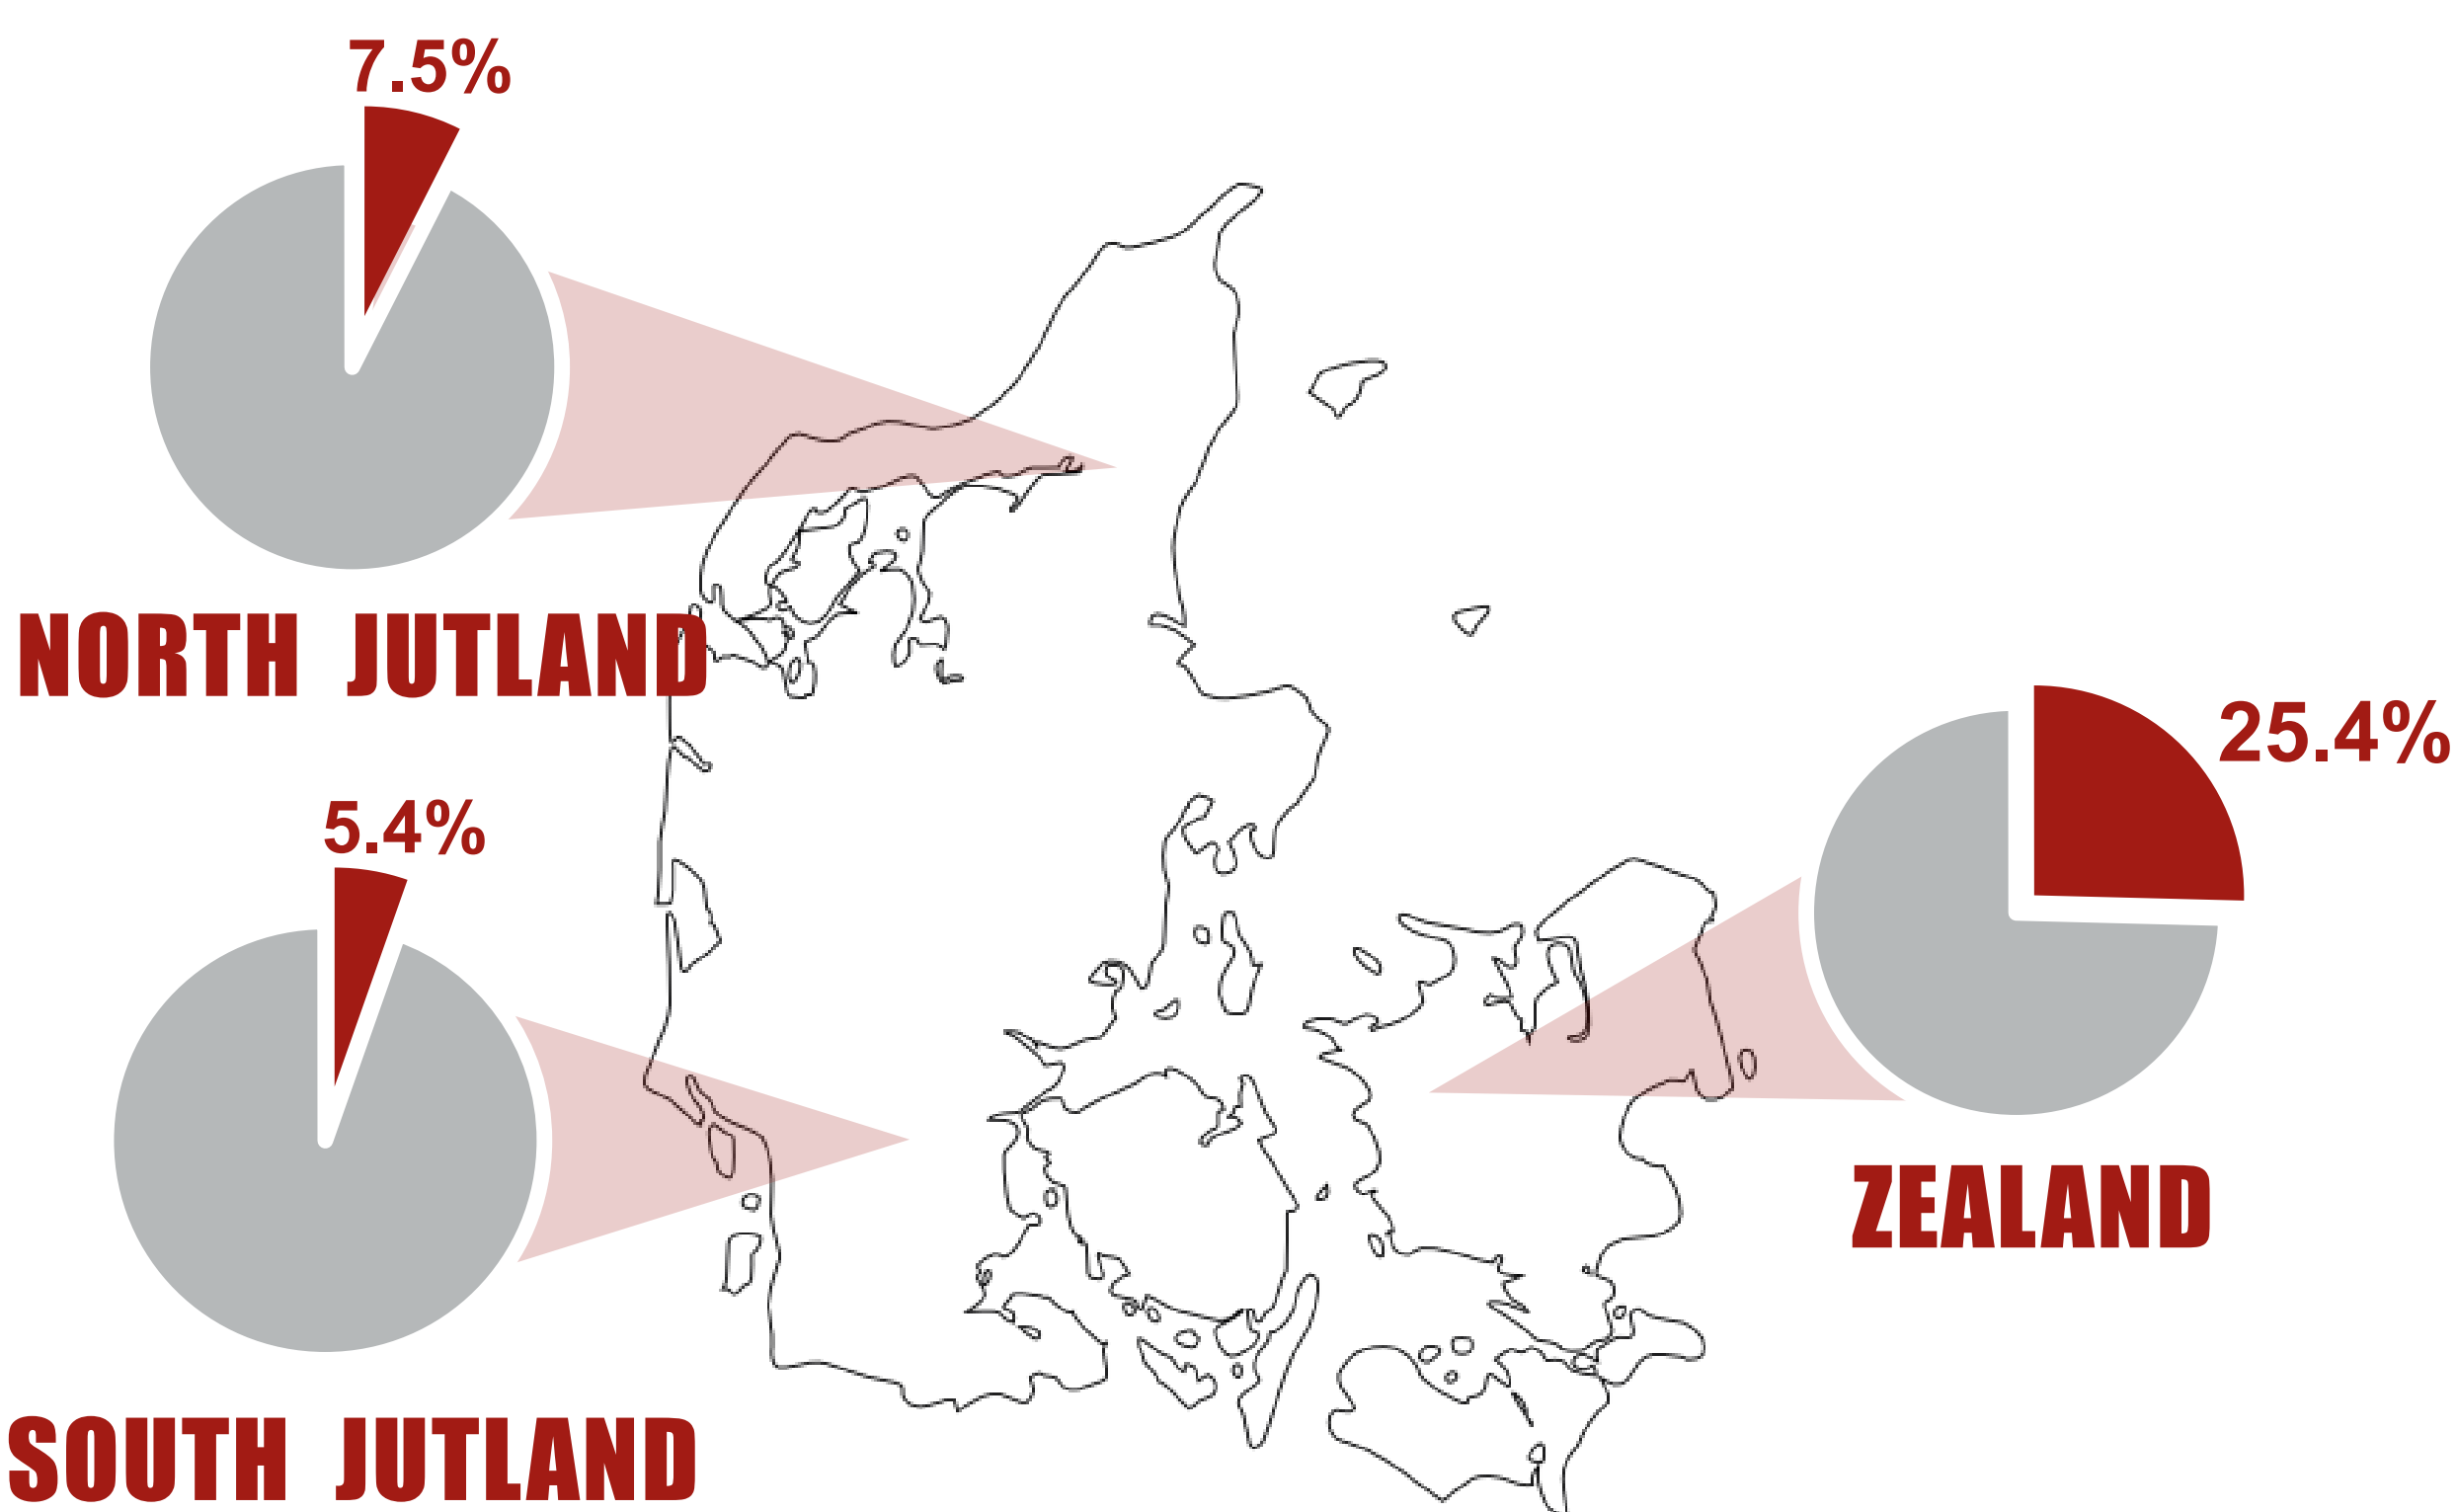 7.5%
NORTH JUTLAND
5.4%
SOUTH JUTLAND
25.4%
ZEALAND